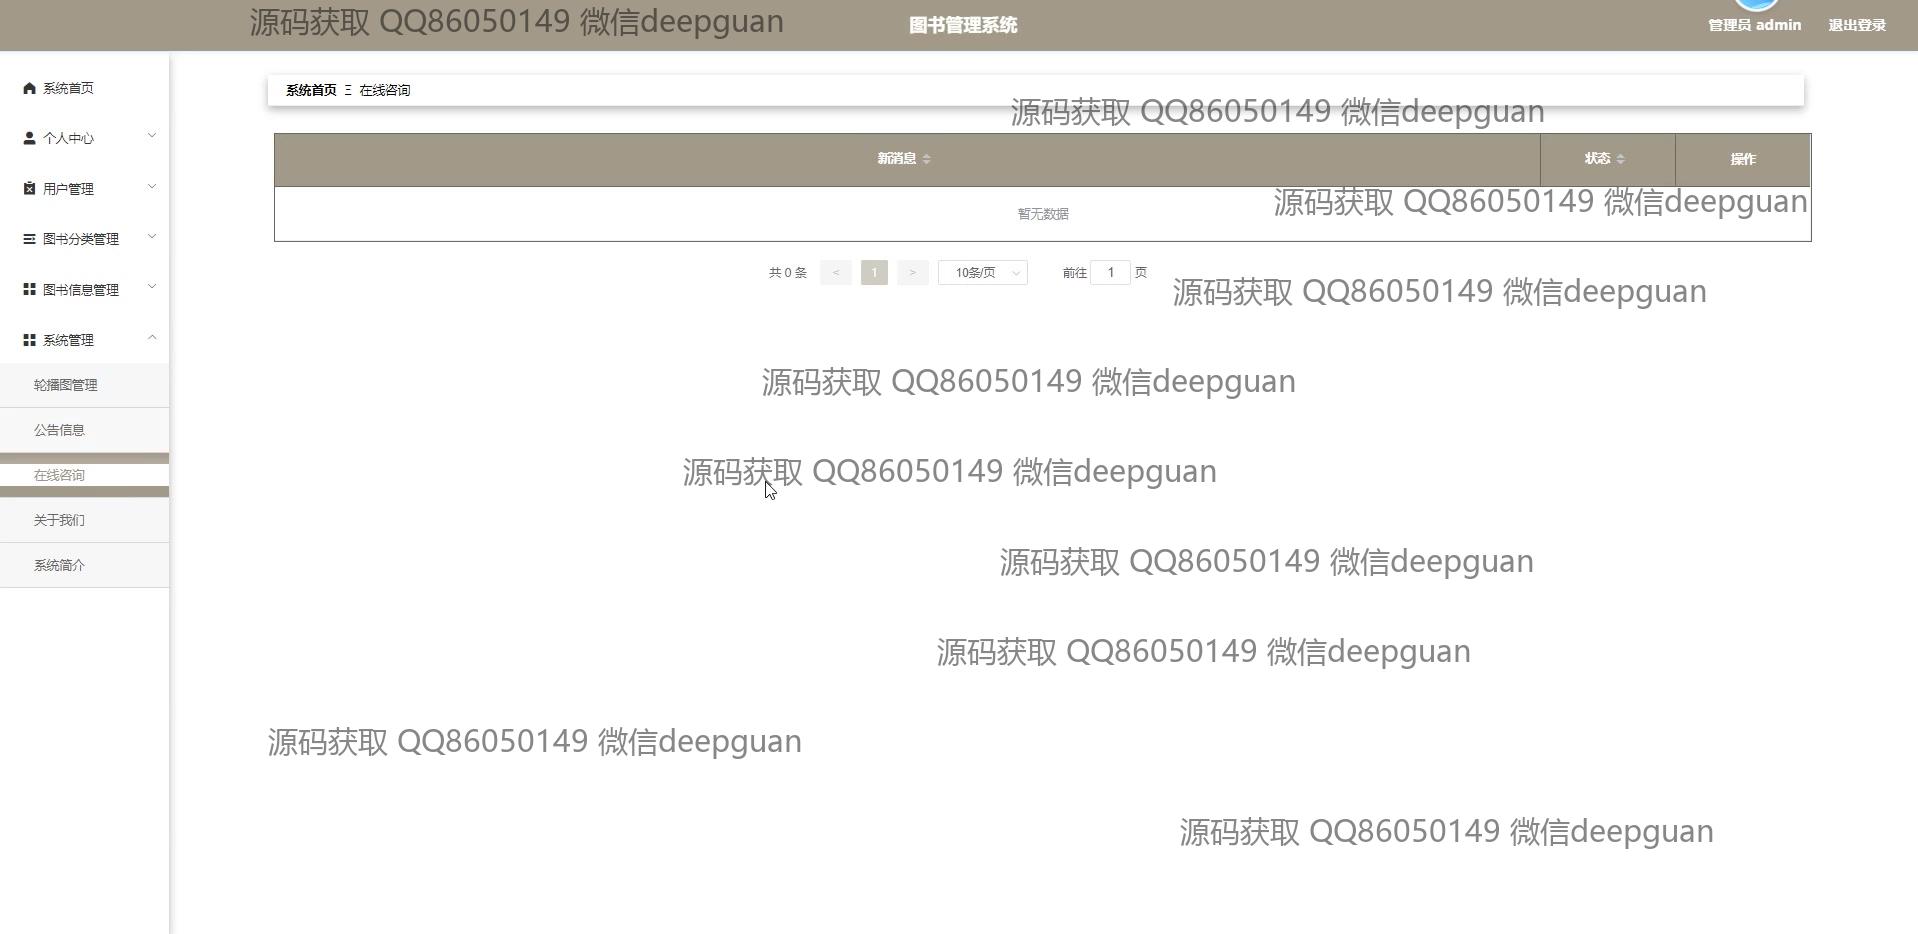 源码获取 QQ86050149 微信deepguan
图书管理系统
管理员 admin
退出登录
系统首页
个人中心
用户管理
图书分类管理
图书信息管理
系统管理
轮播图管理
公告信息
在线咨询
关于我们
系统简介
系统首页 Ξ 在线咨询
源码获取 QQ86050149 微信deepguan
新消息 状态 操作
源码获取 QQ86050149 微信deepguan
暂无数据
共 0 条 < 1 > 10条/页 前往 1 页
源码获取 QQ86050149 微信deepguan
源码获取 QQ86050149 微信deepguan
源码获取 QQ86050149 微信deepguan
源码获取 QQ86050149 微信deepguan
源码获取 QQ86050149 微信deepguan
源码获取 QQ86050149 微信deepguan
源码获取 QQ86050149 微信deepguan